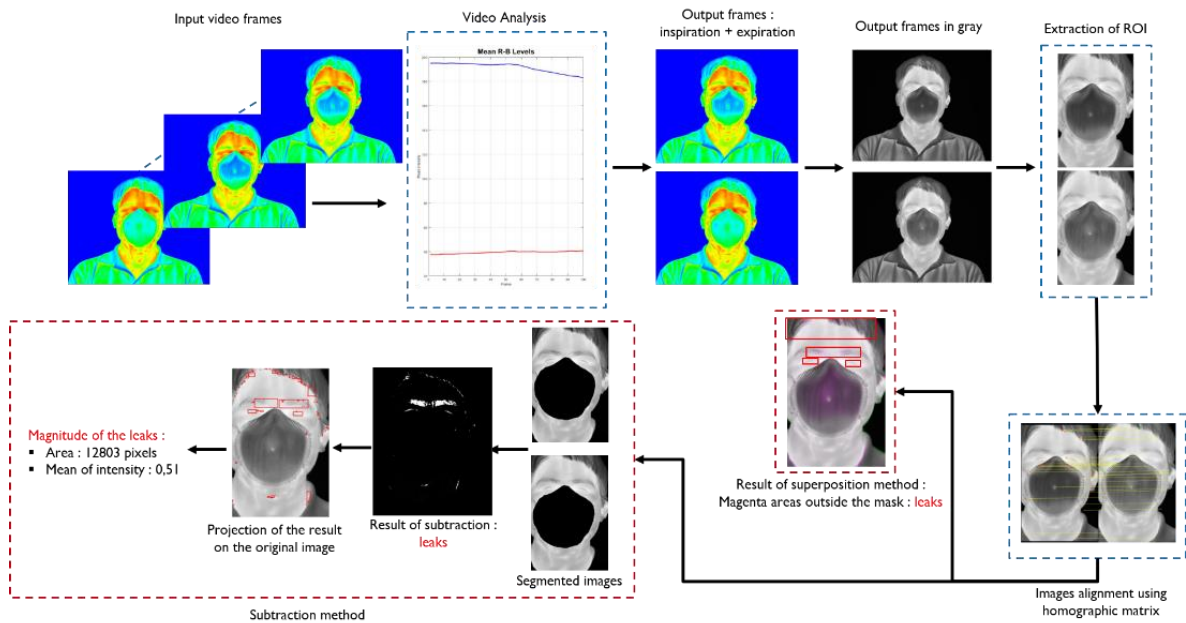 Input video frames
Video Analysis
Output frames :
inspiration + expiration
Output frames in gray
Extraction of ROI
Mean R-B Levels
Frame
Magnitude of the leaks :
▪ Area : 12803 pixels
▪ Mean of intensity : 0,51
Projection of the result
on the original image
Result of subtraction :
leaks
Segmented images
Subtraction method
Result of superposition method :
Magenta areas outside the mask : leaks
Images alignment using
homographic matrix